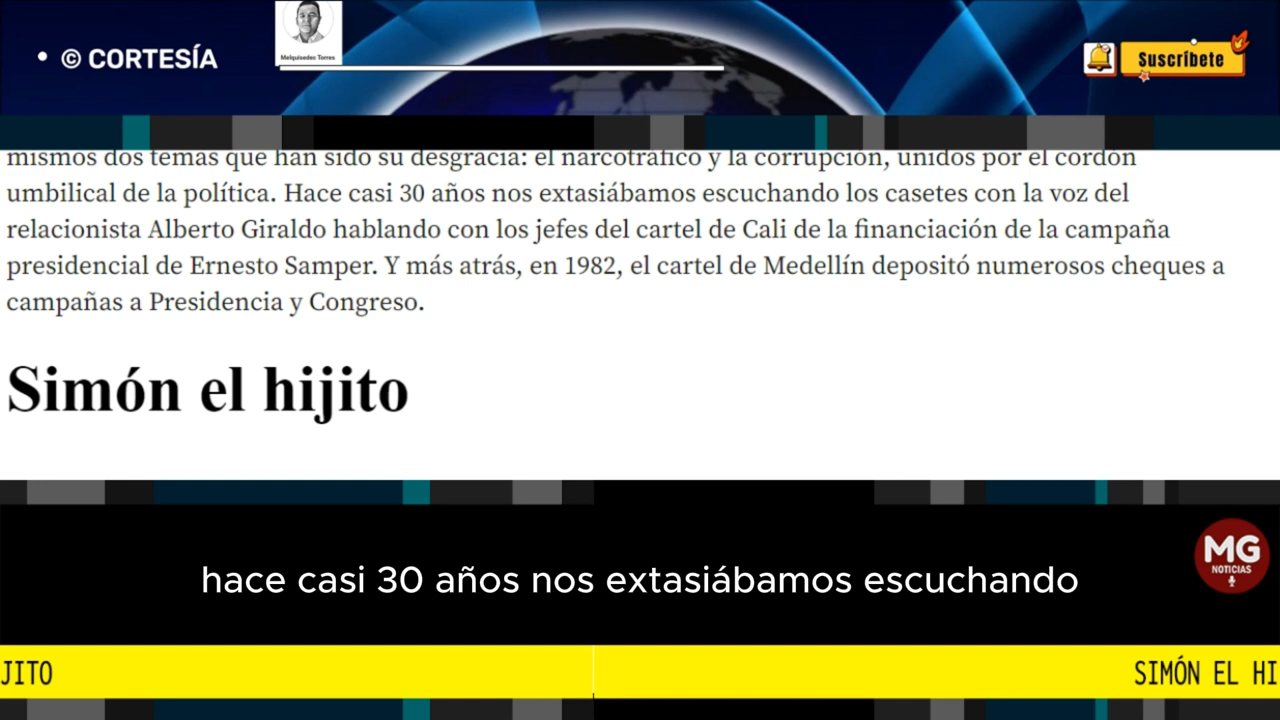 • © CORTESÍA
Melquisedec Torres
Suscríbete
mismos dos temas que han sido su desgracia: el narcotráfico y la corrupción, unidos por el cordón
umbilical de la política. Hace casi 30 años nos extasiábamos escuchando los casetes con la voz del
relacionista Alberto Giraldo hablando con los jefes del cartel de Cali de la financiación de la campaña
presidencial de Ernesto Samper. Y más atrás, en 1982, el cartel de Medellín depositó numerosos cheques a
campañas a Presidencia y Congreso.
Simón el hijito
MG
NOTICIAS
hace casi 30 años nos extasiábamos escuchando
JITO
SIMÓN EL HI